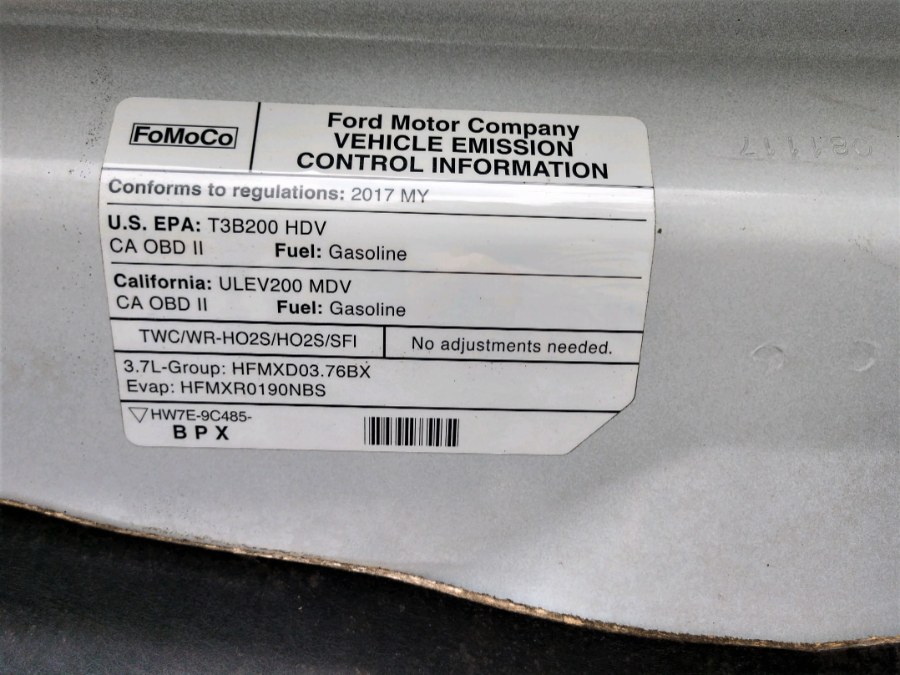 FoMoCo
Ford Motor Company
VEHICLE EMISSION
CONTROL INFORMATION
Conforms to regulations: 2017 MY
U.S. EPA: T3B200 HDV
CA OBD II Fuel: Gasoline
California: ULEV200 MDV
CA OBD II Fuel: Gasoline
TWC/WR-HO2S/HO2S/SFI No adjustments needed.
3.7L-Group: HFMXD03.76BX
Evap: HFMXR0190NBS
HW7E-9C485-
BPX